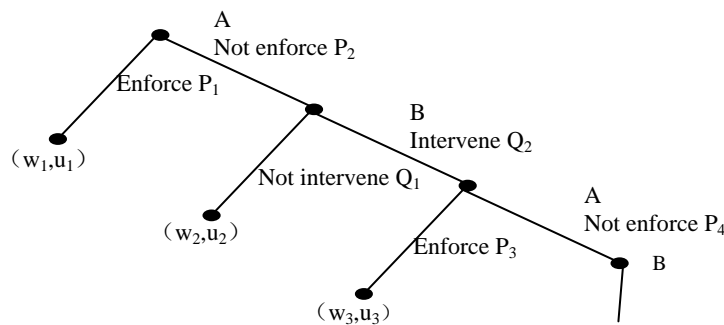 A
Not enforce P₂
Enforce P₁
B
Intervene Q₂
(w₁,u₁)
Not intervene Q₁
A
Not enforce P₄
(w₂,u₂)
Enforce P₃
B
(w₃,u₃)